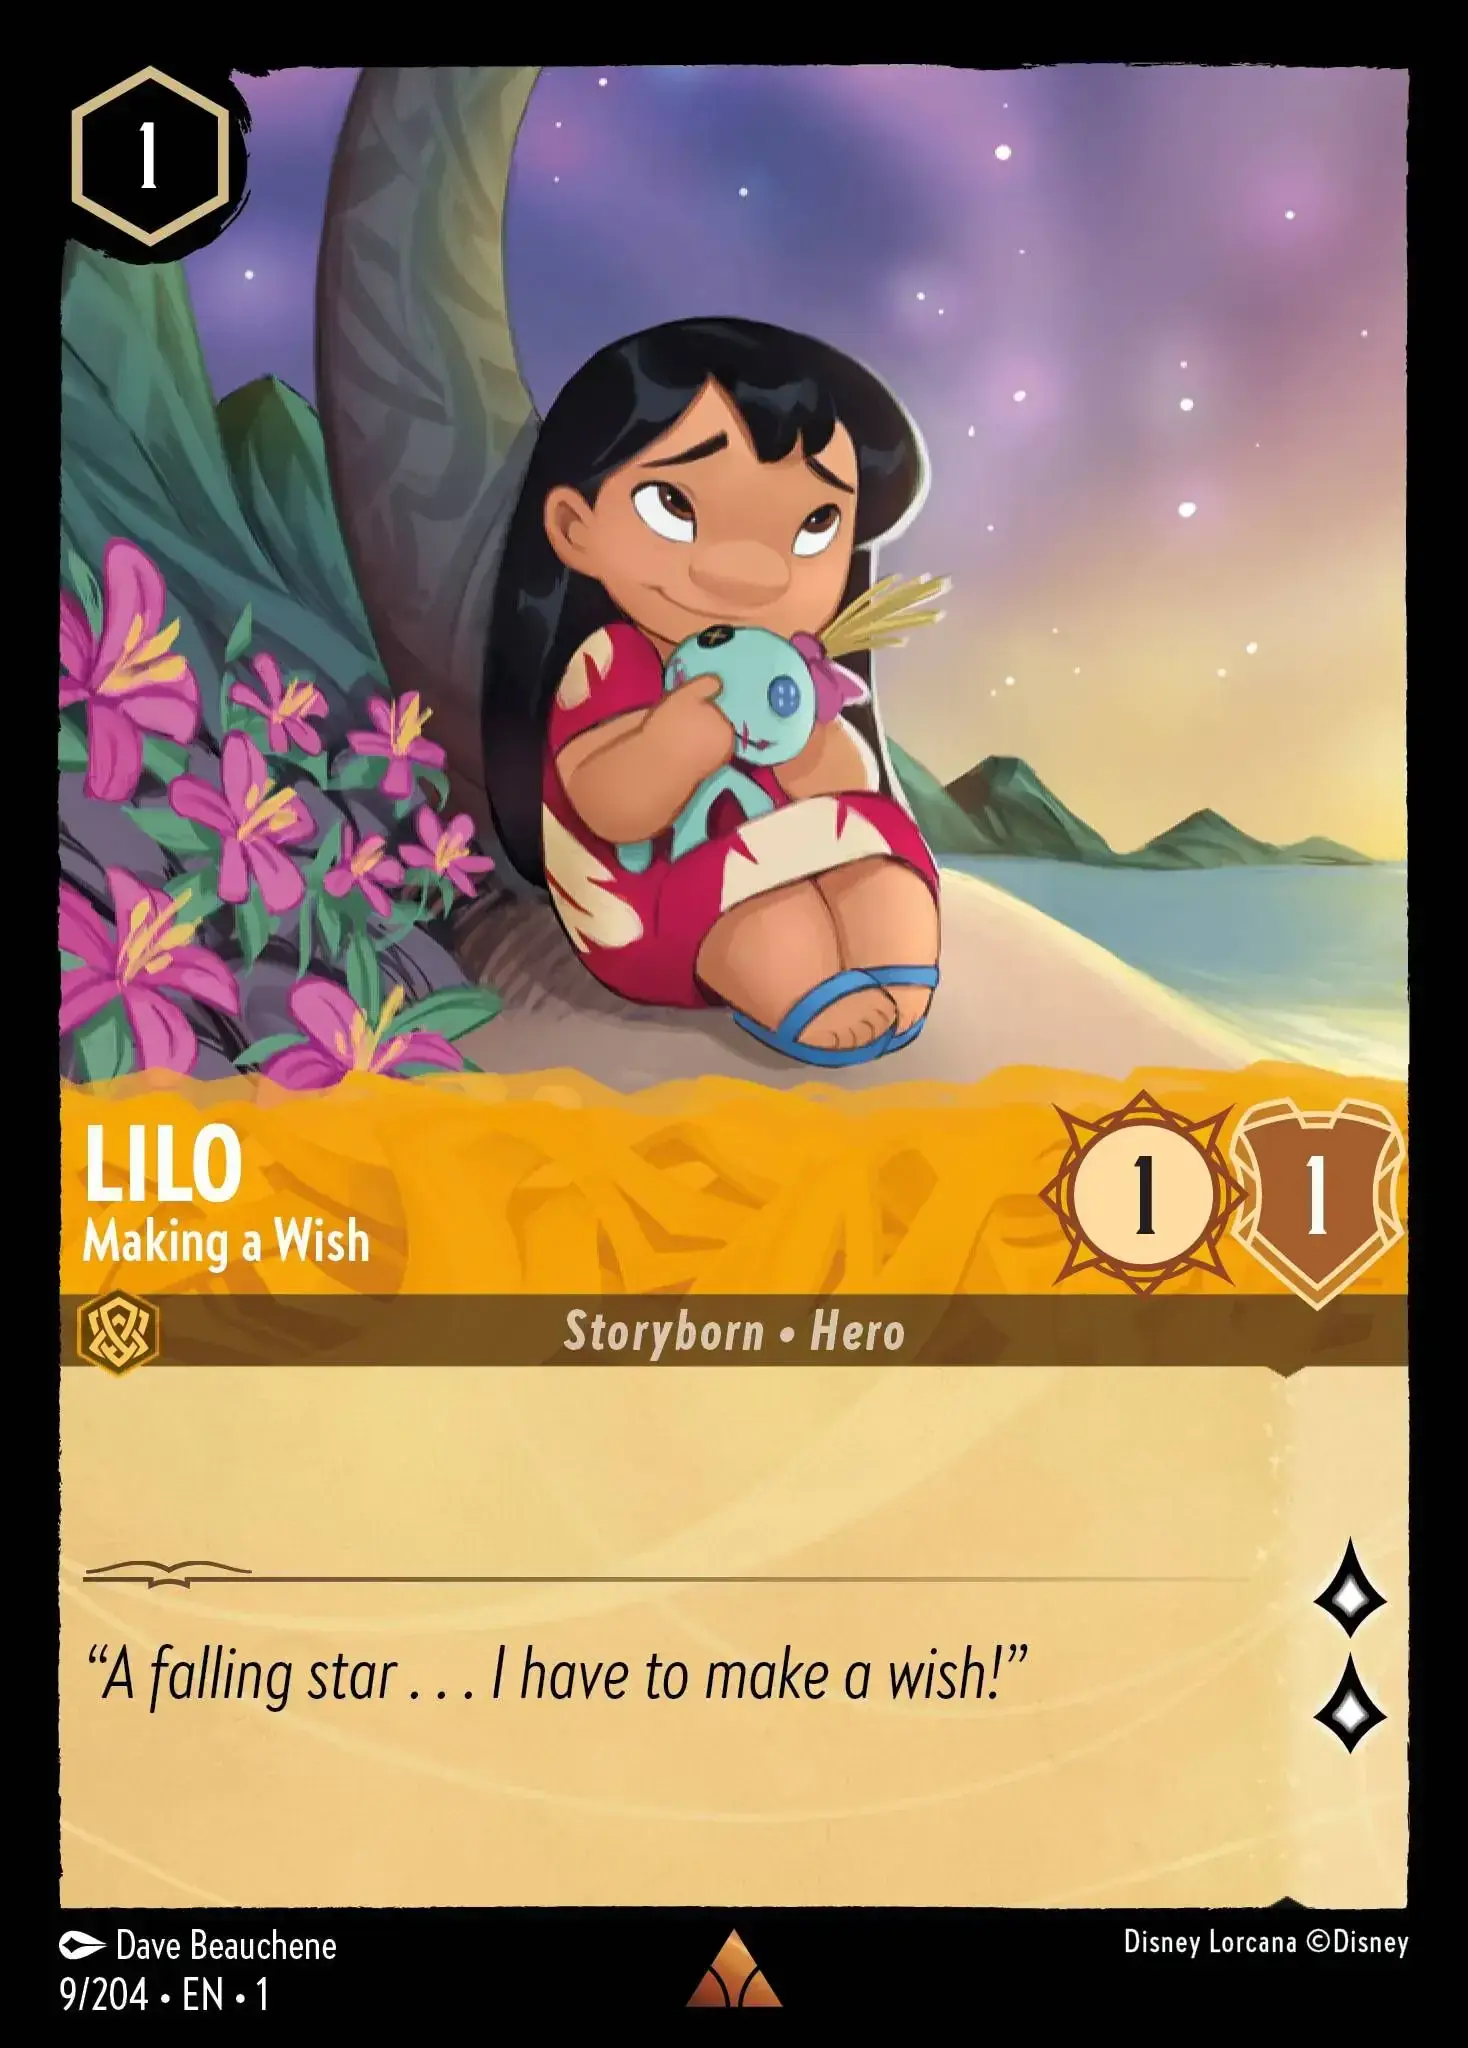 1
LILO
Making a Wish
1 1
Storyborn • Hero
“A falling star . . . I have to make a wish!”
Dave Beauchene
9/204 • EN • 1
Disney Lorcana ©Disney